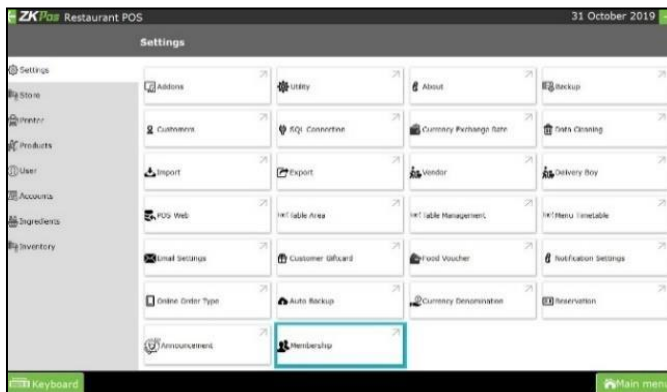 ZKPos Restaurant POS
31 October 2019
Settings
Settings
Store
Printer
Products
User
Accounts
Ingredients
Inventory
Addons
Utility
About
Backup
Customers
SQL Connection
Currency Exchange Rate
Data Cleaning
Import
Export
Vendor
Delivery Boy
POS Web
Table Area
Table Management
Menu Timetable
Email Settings
Customer Giftcard
Food Voucher
Notification Settings
Online Order Type
Auto Backup
Currency Denomination
Reservation
Announcement
Membership
Keyboard
Main menu